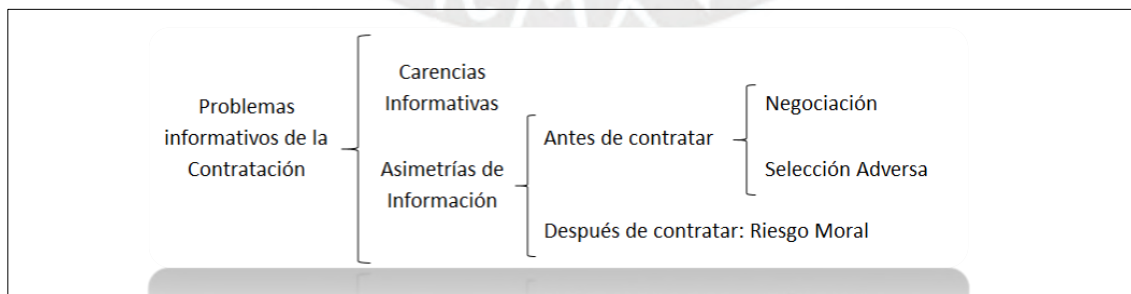 Problemas
informativos de la
Contratación
Carencias
Informativas
Asimetrías de
Información
Antes de contratar
Negociación
Selección Adversa
Después de contratar: Riesgo Moral